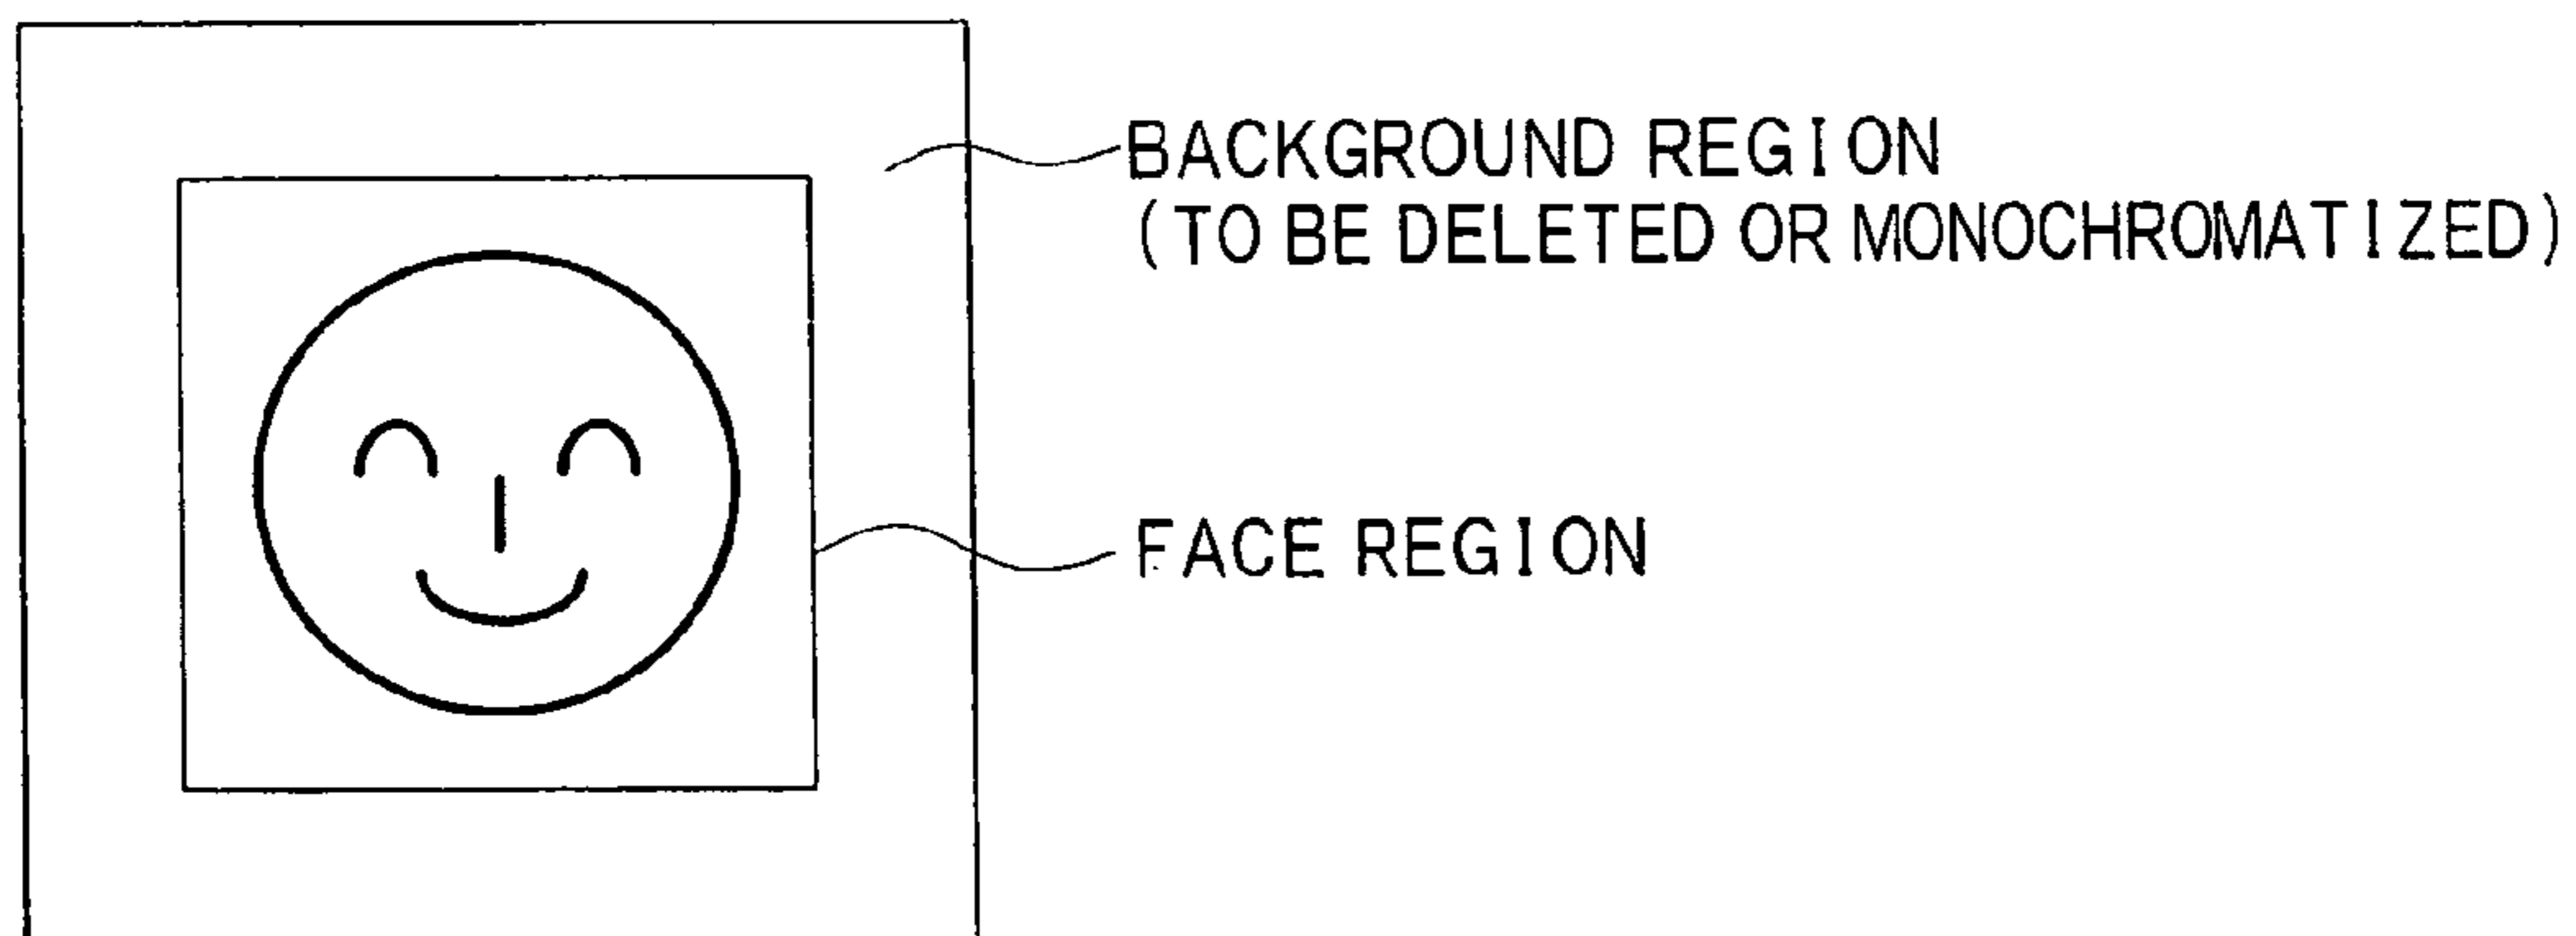 BACKGROUND REGION
(TO BE DELETED OR MONOCHROMATIZED)
FACE REGION